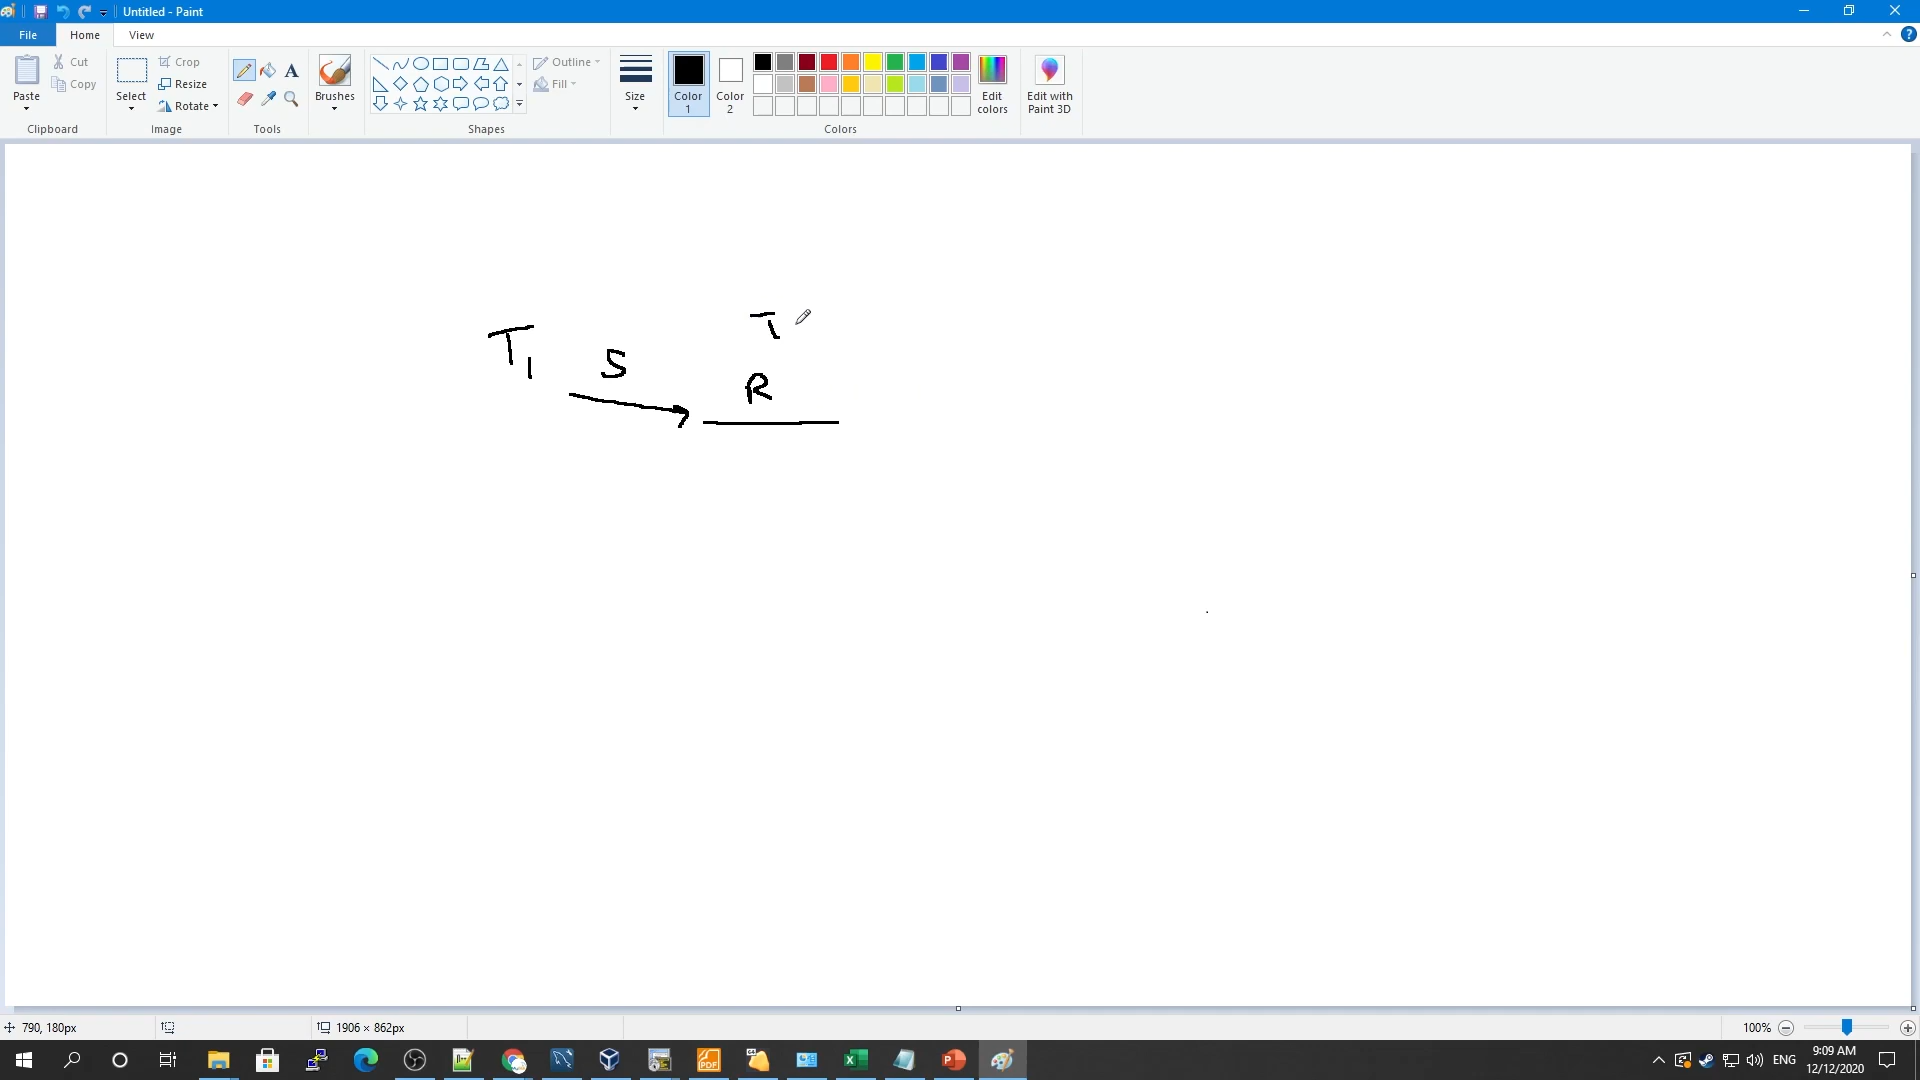 Untitled - Paint
File
Home
View
Paste
Cut
Copy
Clipboard
Select
Crop
Resize
Rotate
Image
Tools
Brushes
Shapes
Outline
Fill
Size
Color 1
Color 2
Edit colors
Edit with Paint 3D
Colors
T1
S
T
R
790, 180px
1906 × 862px
100%
ENG
9:09 AM
12/12/2020